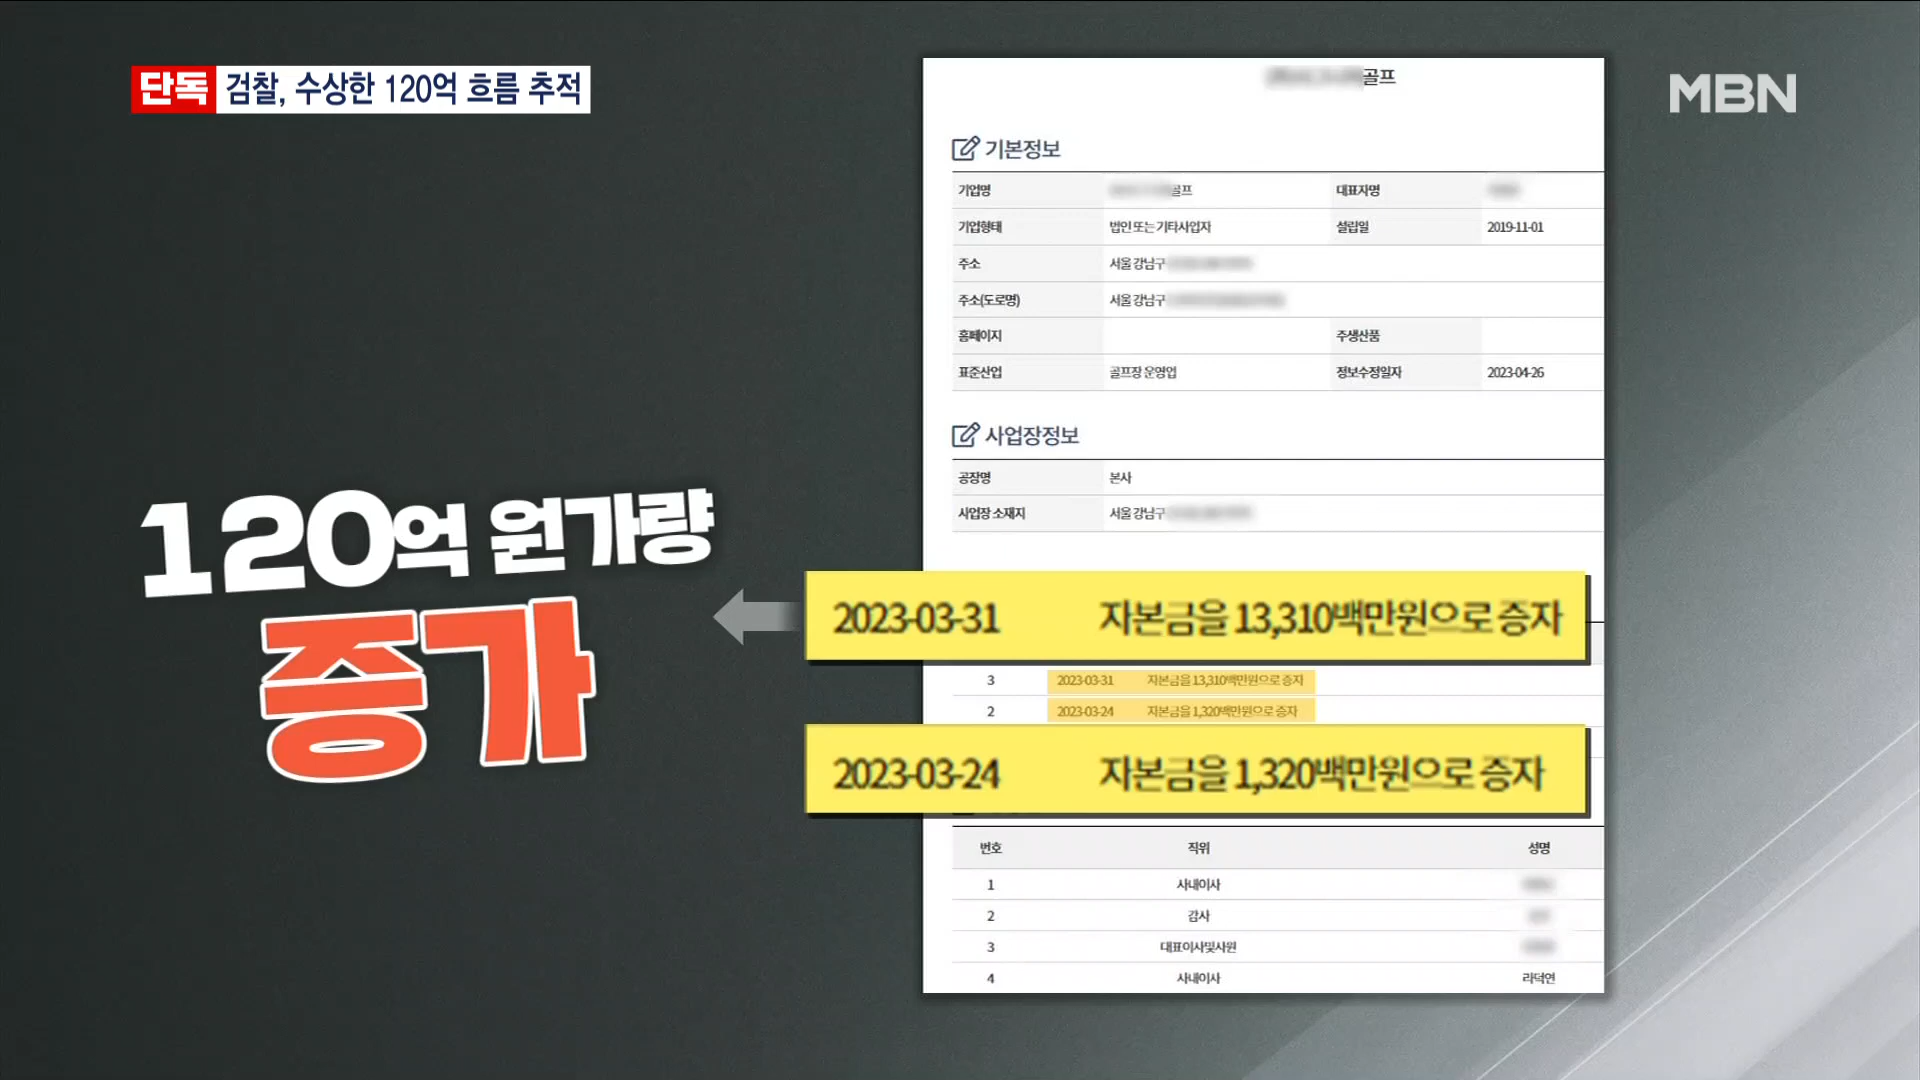 단독 검찰, 수상한 120억 흐름 추적
MBN
120억 원가량
증가
골프
기본정보
기업명 골프 대표자명
기업형태 법인 또는 기타사업자 설립일 2019-11-01
주소 서울 강남구
주소(도로명) 서울 강남구
홈페이지 주생산품
표준산업 골프장 운영업 정보수정일자 2023-04-26
사업장정보
공장명 본사
사업장 소재지 서울 강남구
2023-03-31 자본금을 13,310백만원으로 증자
3 2023-03-31 자본금을 13,310백만원으로 증자
2 2023-03-24 자본금을 1,320백만원으로 증자
2023-03-24 자본금을 1,320백만원으로 증자
번호 직위 성명
1 사내이사
2 감사
3 대표이사및사원
4 사내이사 라덕연